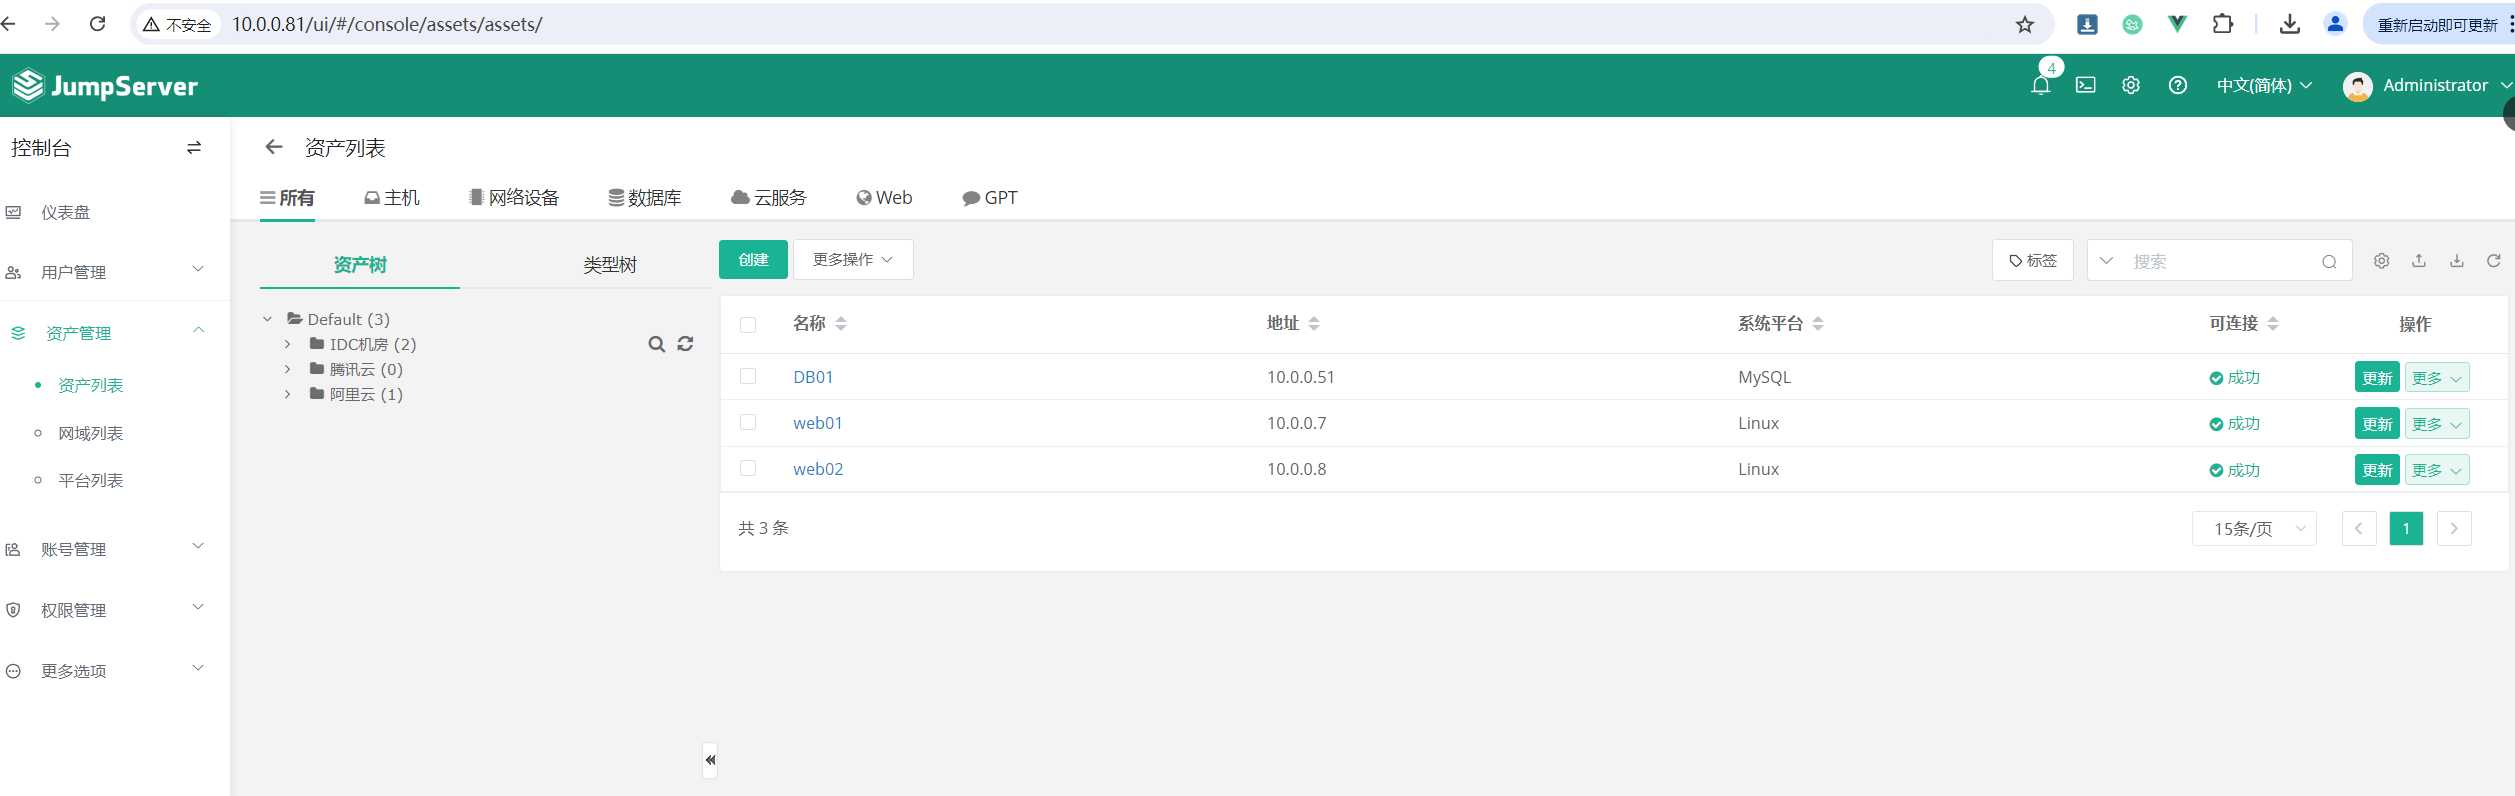 不安全 10.0.0.81/ui/#/console/assets/assets/ 重新启动即可更新
JumpServer 4 中文(简体) Administrator
控制台
仪表盘
用户管理
资产管理
资产列表
网域列表
平台列表
账号管理
权限管理
更多选项
资产列表
所有 主机 网络设备 数据库 云服务 Web GPT
资产树 类型树
Default (3)
IDC机房 (2)
腾讯云 (0)
阿里云 (1)
创建 更多操作 标签 搜索
名称 地址 系统平台 可连接 操作
DB01 10.0.0.51 MySQL 成功 更新 更多
web01 10.0.0.7 Linux 成功 更新 更多
web02 10.0.0.8 Linux 成功 更新 更多
共 3 条 15条/页 1